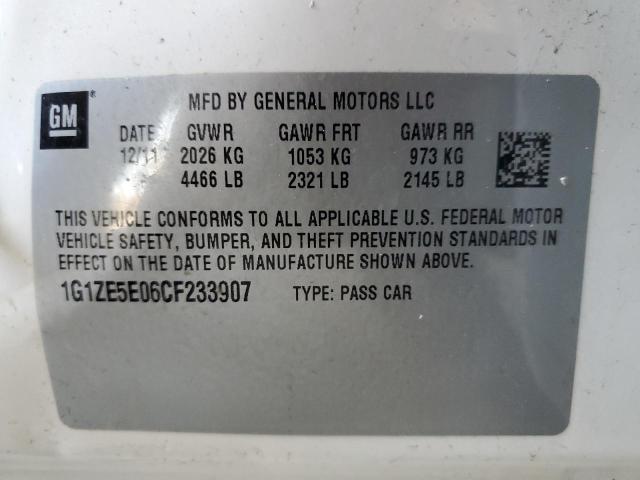 GM ®
MFD BY GENERAL MOTORS LLC
DATE GVWR GAWR FRT GAWR RR
12/11 2026 KG 1053 KG 973 KG
4466 LB 2321 LB 2145 LB
THIS VEHICLE CONFORMS TO ALL APPLICABLE U.S. FEDERAL MOTOR
VEHICLE SAFETY, BUMPER, AND THEFT PREVENTION STANDARDS IN
EFFECT ON THE DATE OF MANUFACTURE SHOWN ABOVE.
1G1ZE5E06CF233907 TYPE: PASS CAR